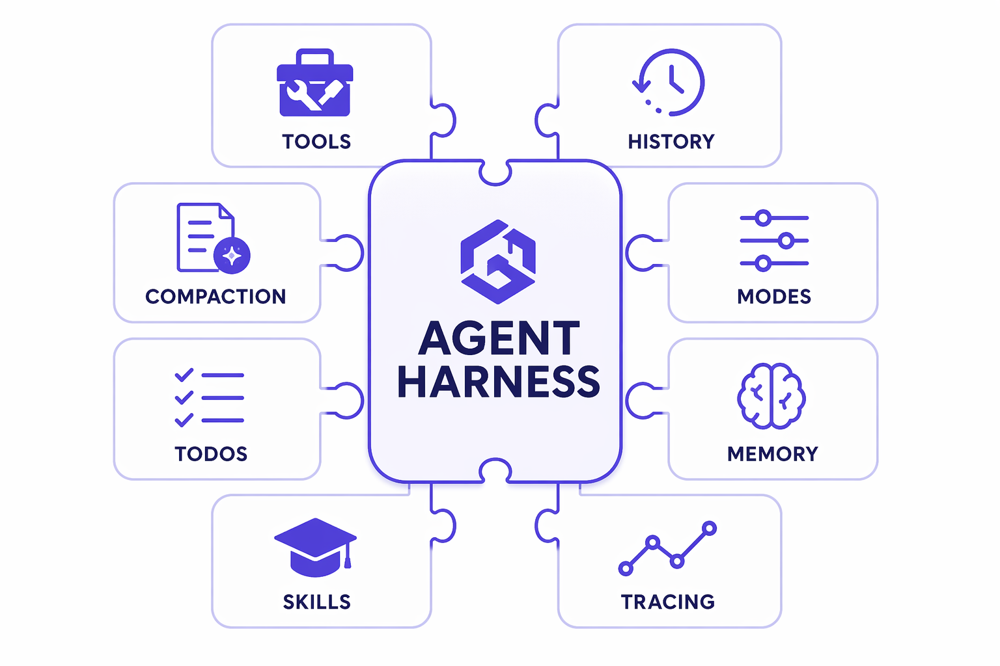 TOOLS
HISTORY
COMPACTION
MODES
AGENT
HARNESS
TODOS
MEMORY
SKILLS
TRACING